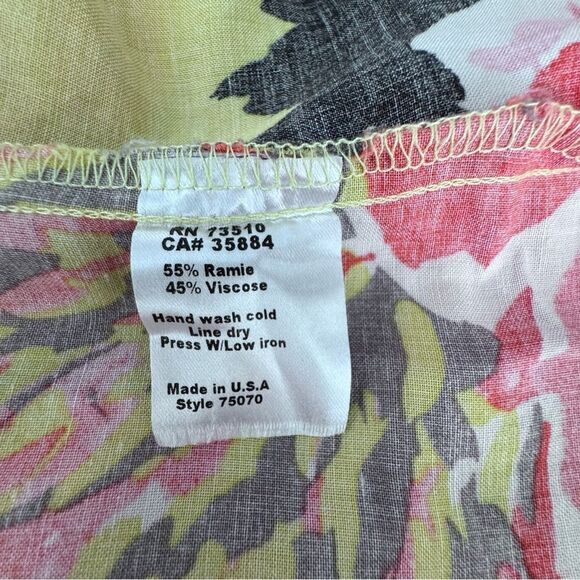 RN 73510
CA# 35884
55% Ramie
45% Viscose
Hand wash cold
Line dry
Press W/Low iron
Made in U.S.A
Style 75070